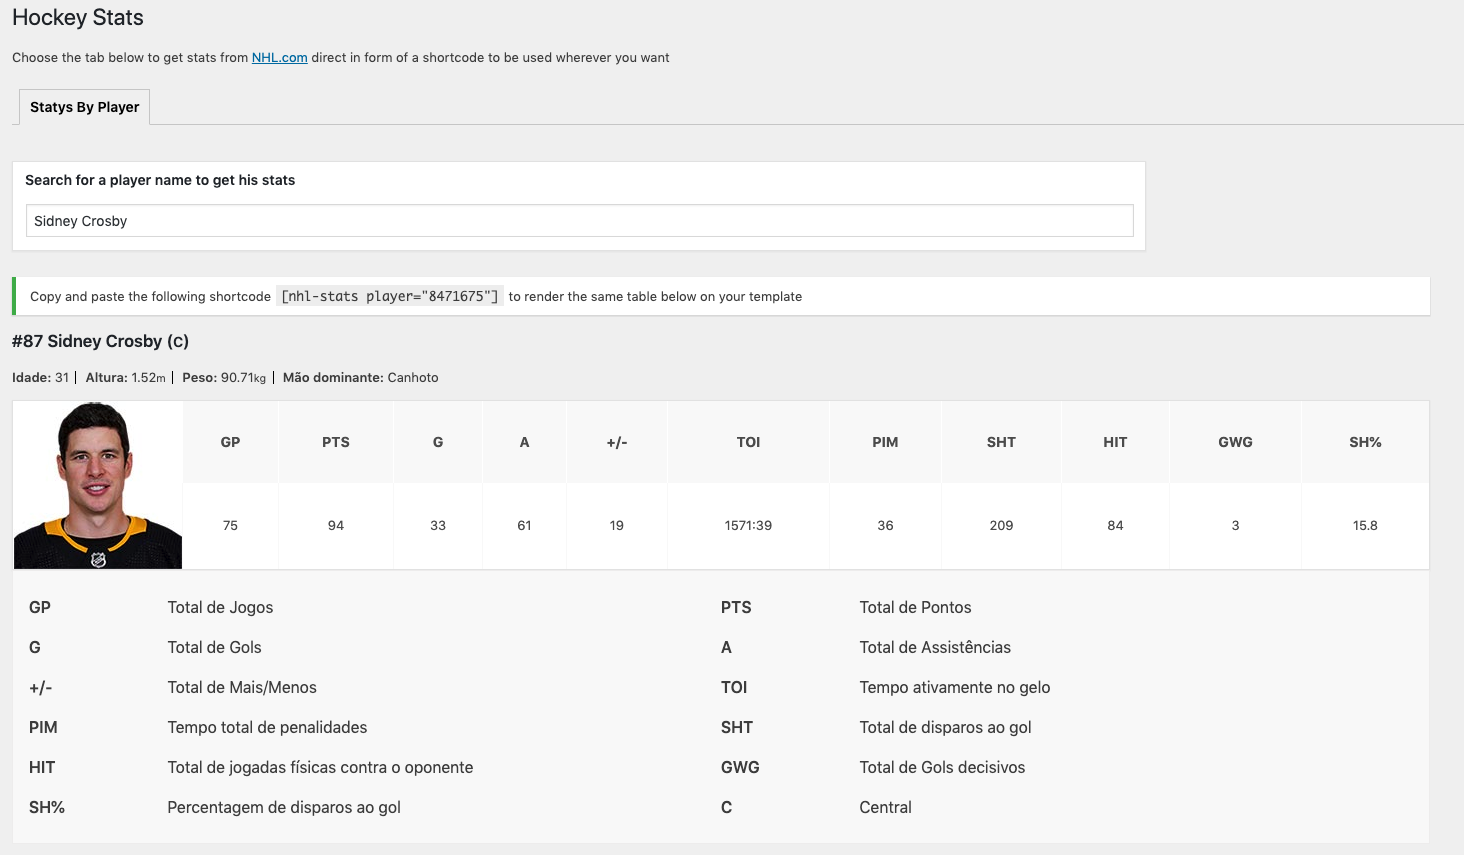 Hockey Stats
Choose the tab below to get stats from NHL.com direct in form of a shortcode to be used wherever you want
Statys By Player
Search for a player name to get his stats
Sidney Crosby
Copy and paste the following shortcode [nhl-stats player="8471675"] to render the same table below on your template
#87 Sidney Crosby (C)
Idade: 31 | Altura: 1.52m | Peso: 90.71kg | Mão dominante: Canhoto
GP PTS G A +/- TOI PIM SHT HIT GWG SH%
75 94 33 61 19 1571:39 36 209 84 3 15.8
GP Total de Jogos PTS Total de Pontos
G Total de Gols A Total de Assistências
+/- Total de Mais/Menos TOI Tempo ativamente no gelo
PIM Tempo total de penalidades SHT Total de disparos ao gol
HIT Total de jogadas físicas contra o oponente GWG Total de Gols decisivos
SH% Percentagem de disparos ao gol C Central